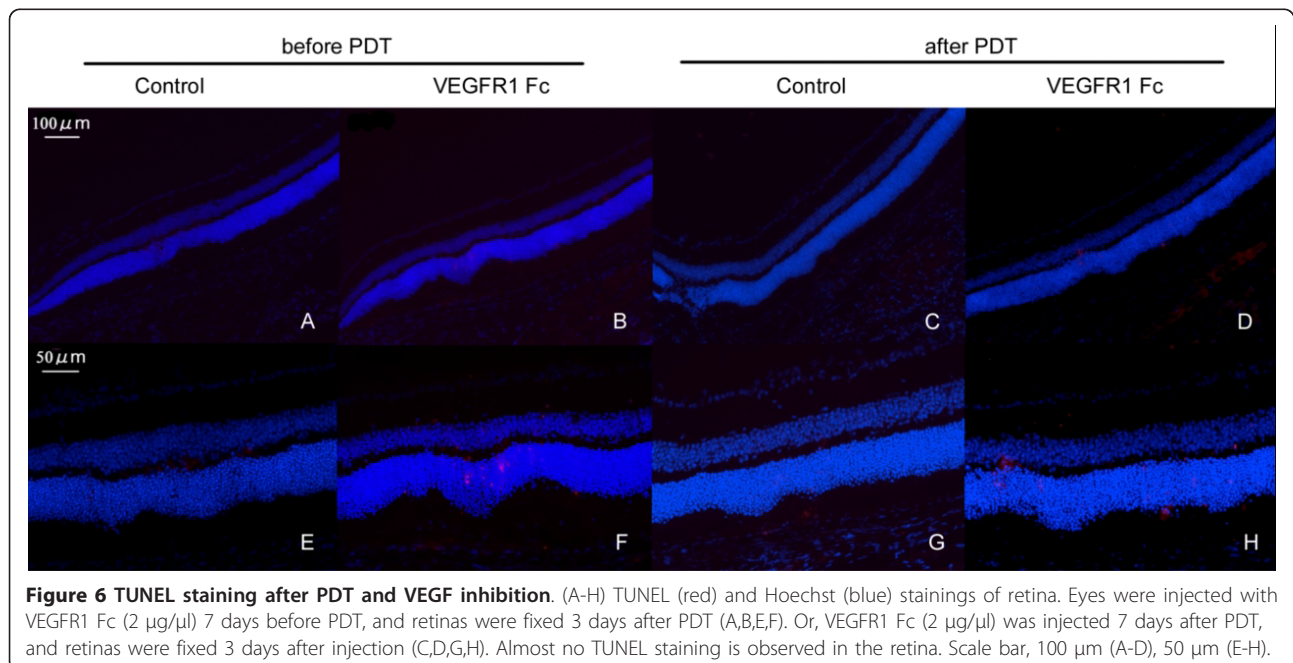 before PDT after PDT
Control VEGFR1 Fc Control VEGFR1 Fc
100 μm
A B C D
50 μm
E F G H
Figure 6 TUNEL staining after PDT and VEGF inhibition. (A-H) TUNEL (red) and Hoechst (blue) stainings of retina. Eyes were injected with
VEGFR1 Fc (2 μg/μl) 7 days before PDT, and retinas were fixed 3 days after PDT (A,B,E,F). Or, VEGFR1 Fc (2 μg/μl) was injected 7 days after PDT,
and retinas were fixed 3 days after injection (C,D,G,H). Almost no TUNEL staining is observed in the retina. Scale bar, 100 μm (A-D), 50 μm (E-H).